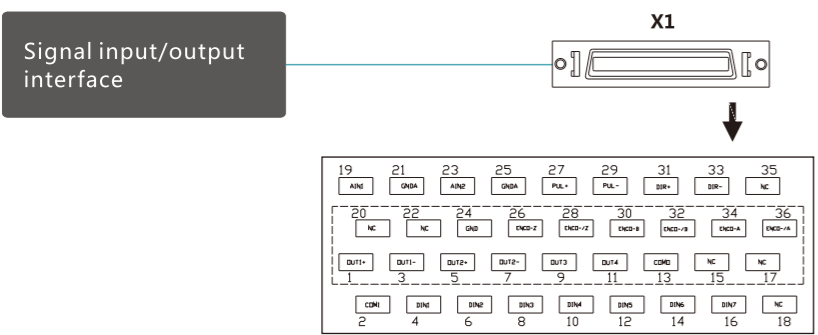 X1
Signal input/output
interface
19 21 23 25 27 29 31 33 35
AIN1 GNDA AIN2 GNDA PUL+ PUL- DIR+ DIR- NC
20 22 24 26 28 30 32 34 36
NC NC GND ENCO-Z ENCO-/Z ENCO-B ENCO-/B ENCO-A ENCO-/A
OUT1+ OUT1- OUT2+ OUT2- OUT3 OUT4 COMO NC NC
1 3 5 7 9 11 13 15 17
COMI DIN1 DIN2 DIN3 DIN4 DIN5 DIN6 DIN7 NC
2 4 6 8 10 12 14 16 18